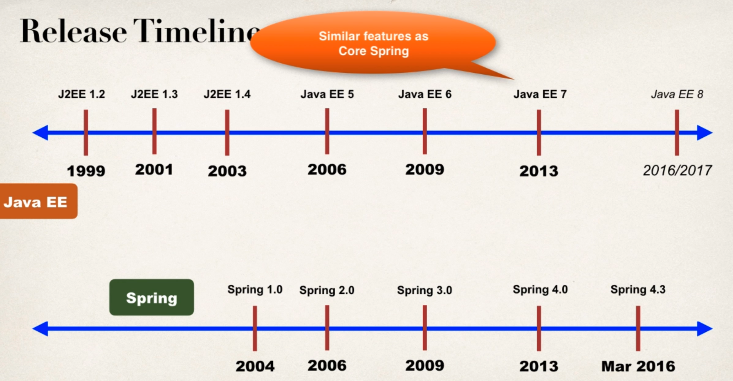 Release Timeline
Similar features as
Core Spring
J2EE 1.2 J2EE 1.3 J2EE 1.4 Java EE 5 Java EE 6 Java EE 7 Java EE 8
1999 2001 2003 2006 2009 2013 2016/2017
Java EE
Spring
Spring 1.0 Spring 2.0 Spring 3.0 Spring 4.0 Spring 4.3
2004 2006 2009 2013 Mar 2016